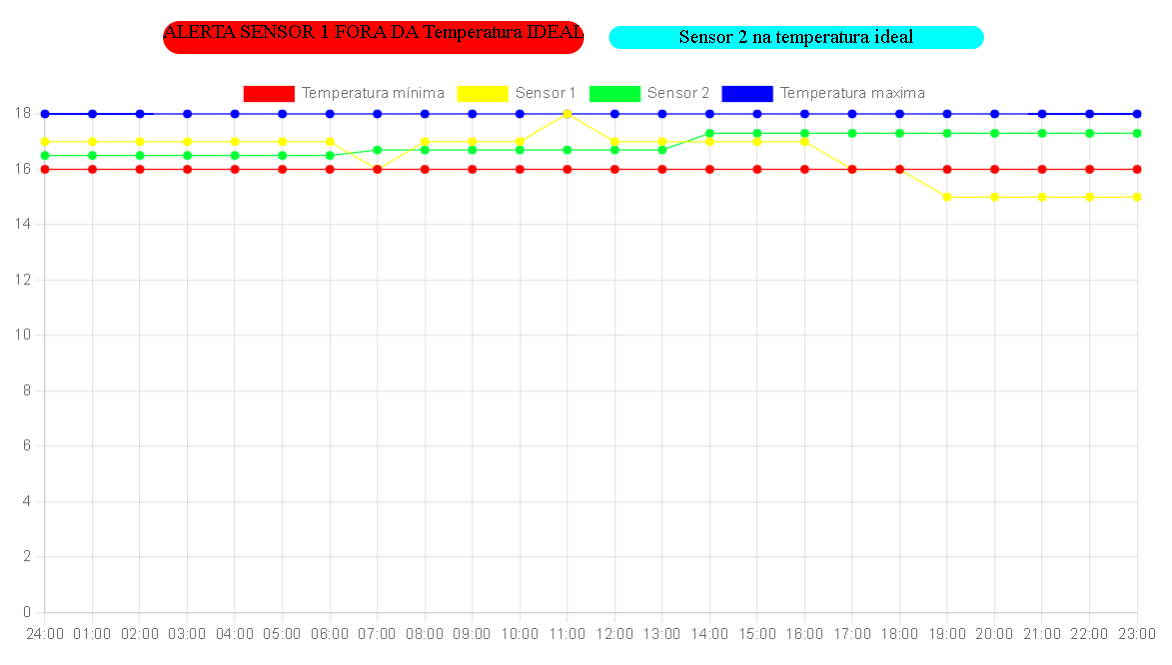 ALERTA SENSOR 1 FORA DA Temperatura IDEAL
Sensor 2 na temperatura ideal
Temperatura mínima Sensor 1 Sensor 2 Temperatura maxima
18
16
14
12
10
8
6
4
2
0
24:00 01:00 02:00 03:00 04:00 05:00 06:00 07:00 08:00 09:00 10:00 11:00 12:00 13:00 14:00 15:00 16:00 17:00 18:00 19:00 20:00 21:00 22:00 23:00